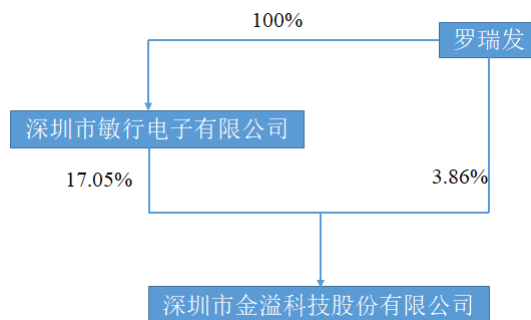 100%
罗瑞发
深圳市敏行电子有限公司
17.05%
3.86%
深圳市金溢科技股份有限公司